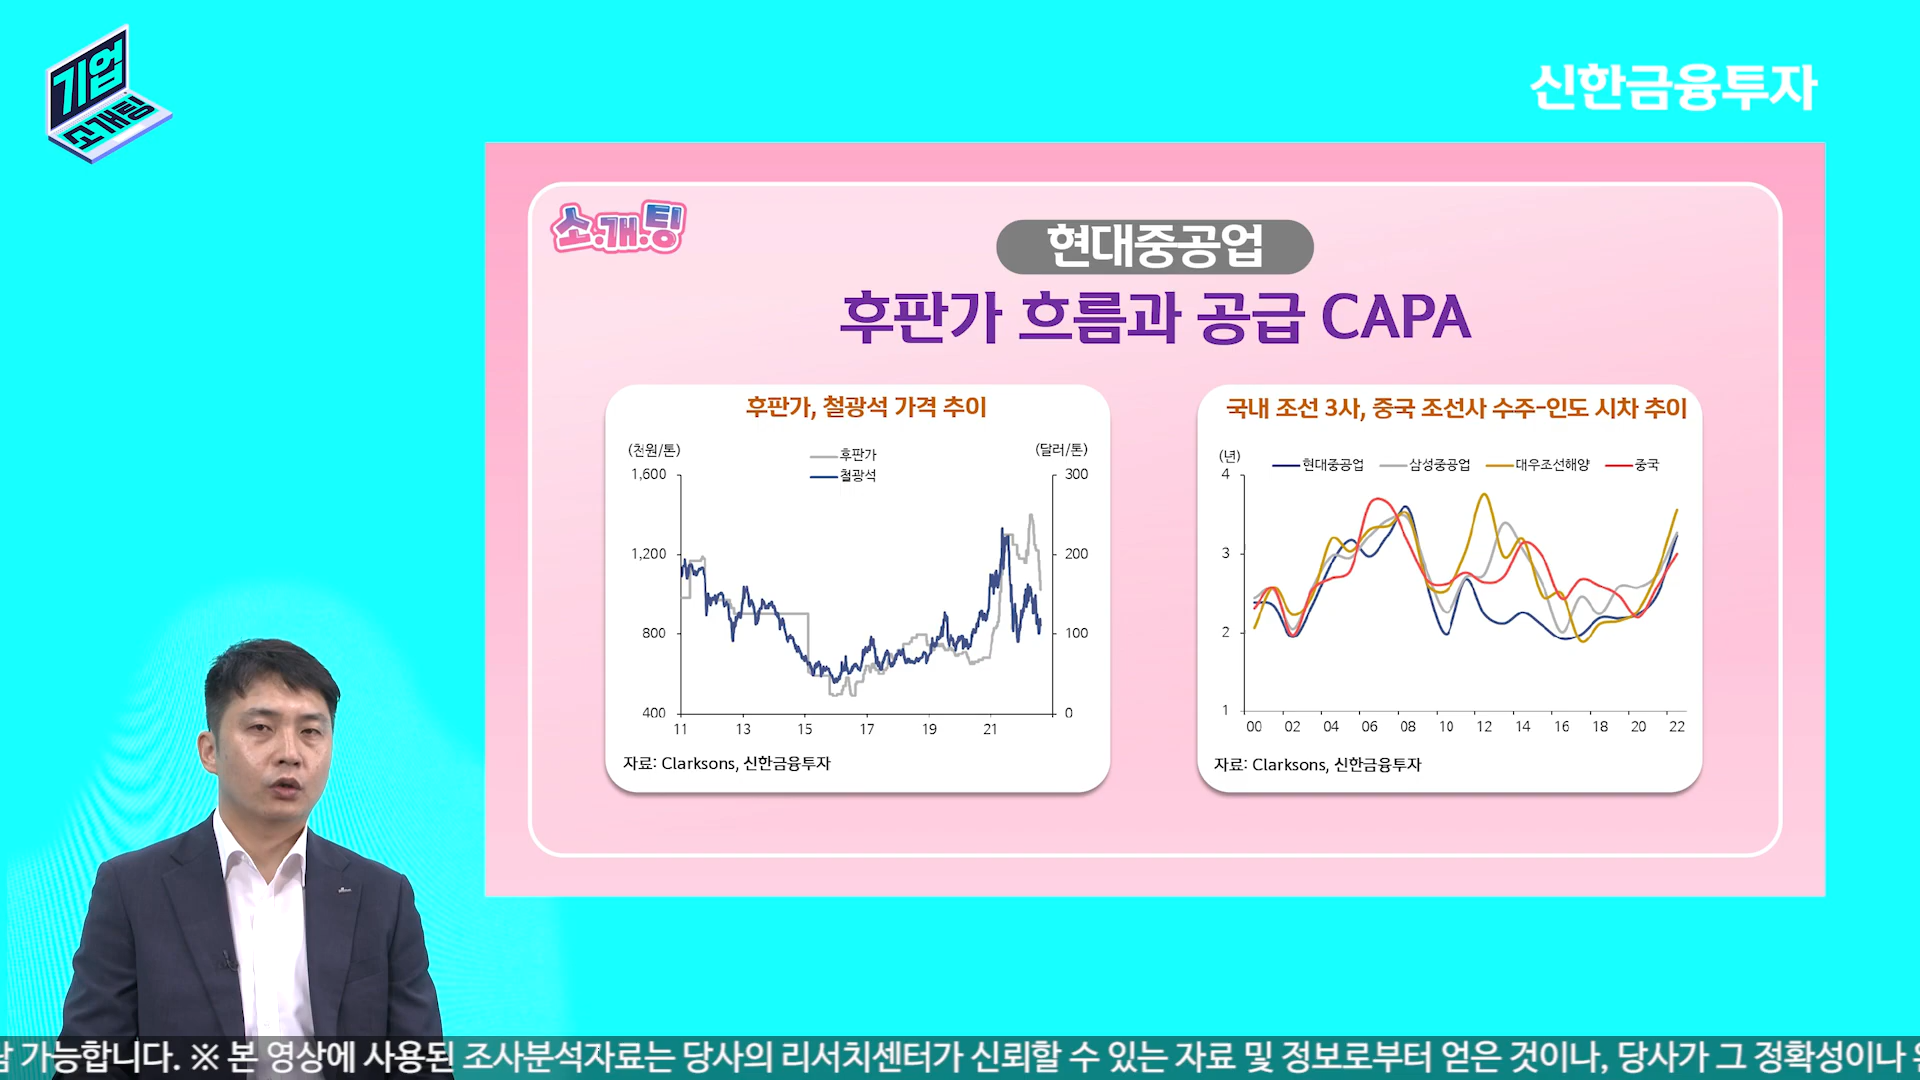 기업
소개팅
신한금융투자
소.개.팅
현대중공업
후판가 흐름과 공급 CAPA
후판가, 철광석 가격 추이
(천원/톤)
(달러/톤)
후판가
철광석
1,600
1,200
800
400
300
200
100
0
11 13 15 17 19 21
자료: Clarksons, 신한금융투자
국내 조선 3사, 중국 조선사 수주-인도 시차 추이
(년)
현대중공업 삼성중공업 대우조선해양 중국
4
3
2
1
00 02 04 06 08 10 12 14 16 18 20 22
자료: Clarksons, 신한금융투자
가능합니다. ※ 본 영상에 사용된 조사분석자료는 당사의 리서치센터가 신뢰할 수 있는 자료 및 정보로부터 얻은 것이나, 당사가 그 정확성이나